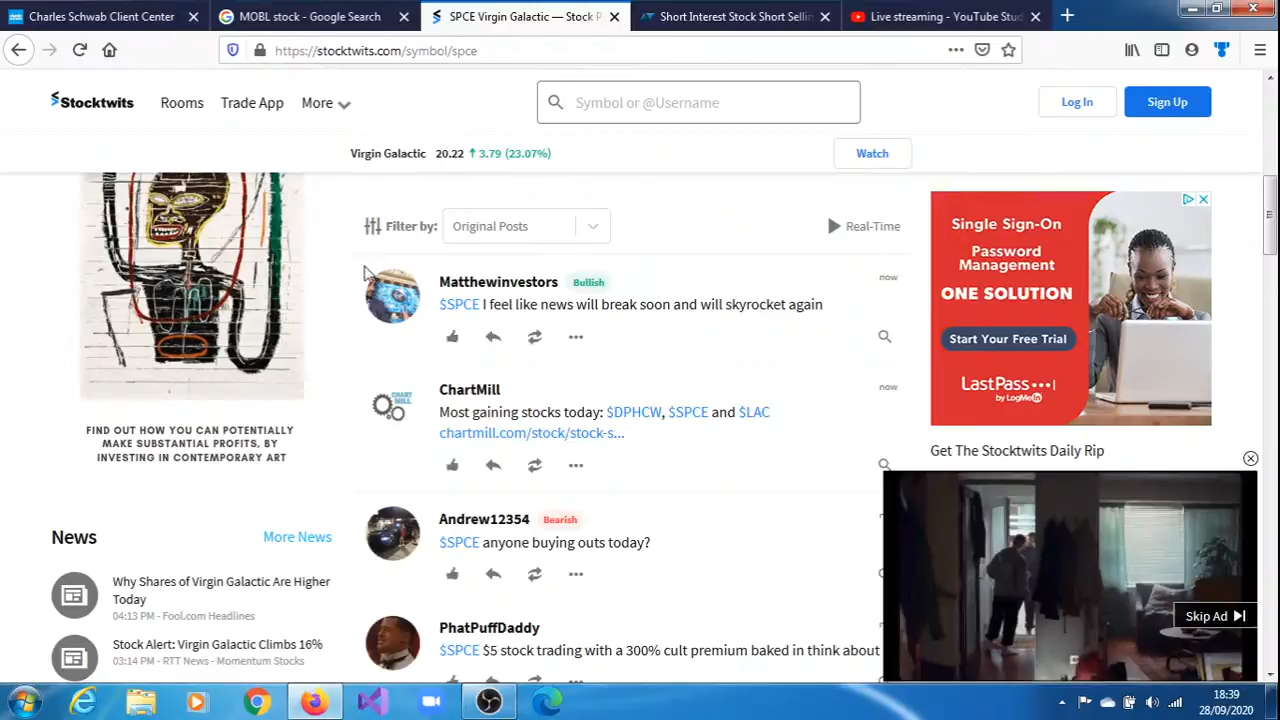 Charles Schwab Client Center
MOBL stock - Google Search
SPCE Virgin Galactic — Stock P
Short Interest Stock Short Sellin
Live streaming - YouTube Stud
https://stocktwits.com/symbol/spce
Stocktwits
Rooms
Trade App
More
Symbol or @Username
Log In
Sign Up
Virgin Galactic 20.22 ↑ 3.79 (23.07%)
Watch
FIND OUT HOW YOU CAN POTENTIALLY
MAKE SUBSTANTIAL PROFITS, BY
INVESTING IN CONTEMPORARY ART
News
More News
Why Shares of Virgin Galactic Are Higher
Today
04:13 PM - Fool.com Headlines
Stock Alert: Virgin Galactic Climbs 16%
03:14 PM - RTT News - Momentum Stocks
Filter by:
Original Posts
Real-Time
Matthewinvestors Bullish
now
$SPCE I feel like news will break soon and will skyrocket again
ChartMill
now
Most gaining stocks today: $DPHCW, $SPCE and $LAC
chartmill.com/stock/stock-s...
Andrew12354 Bearish
$SPCE anyone buying outs today?
PhatPuffDaddy
$SPCE $5 stock trading with a 300% cult premium baked in think about
Single Sign-On
Password
Management
ONE SOLUTION
Start Your Free Trial
LastPass
by LogMeIn
Get The Stocktwits Daily Rip
Skip Ad
18:39
28/09/2020